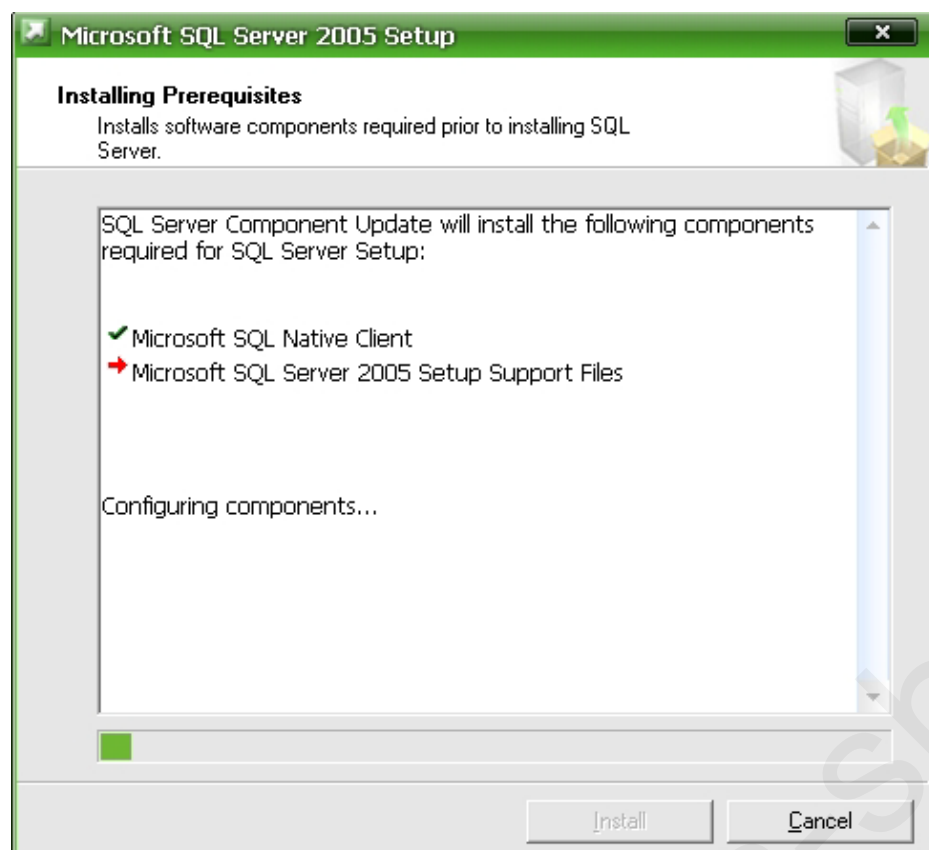 Microsoft SQL Server 2005 Setup
Installing Prerequisites
Installs software components required prior to installing SQL
Server.
SQL Server Component Update will install the following components
required for SQL Server Setup:
Microsoft SQL Native Client
Microsoft SQL Server 2005 Setup Support Files
Configuring components...
Install
Cancel